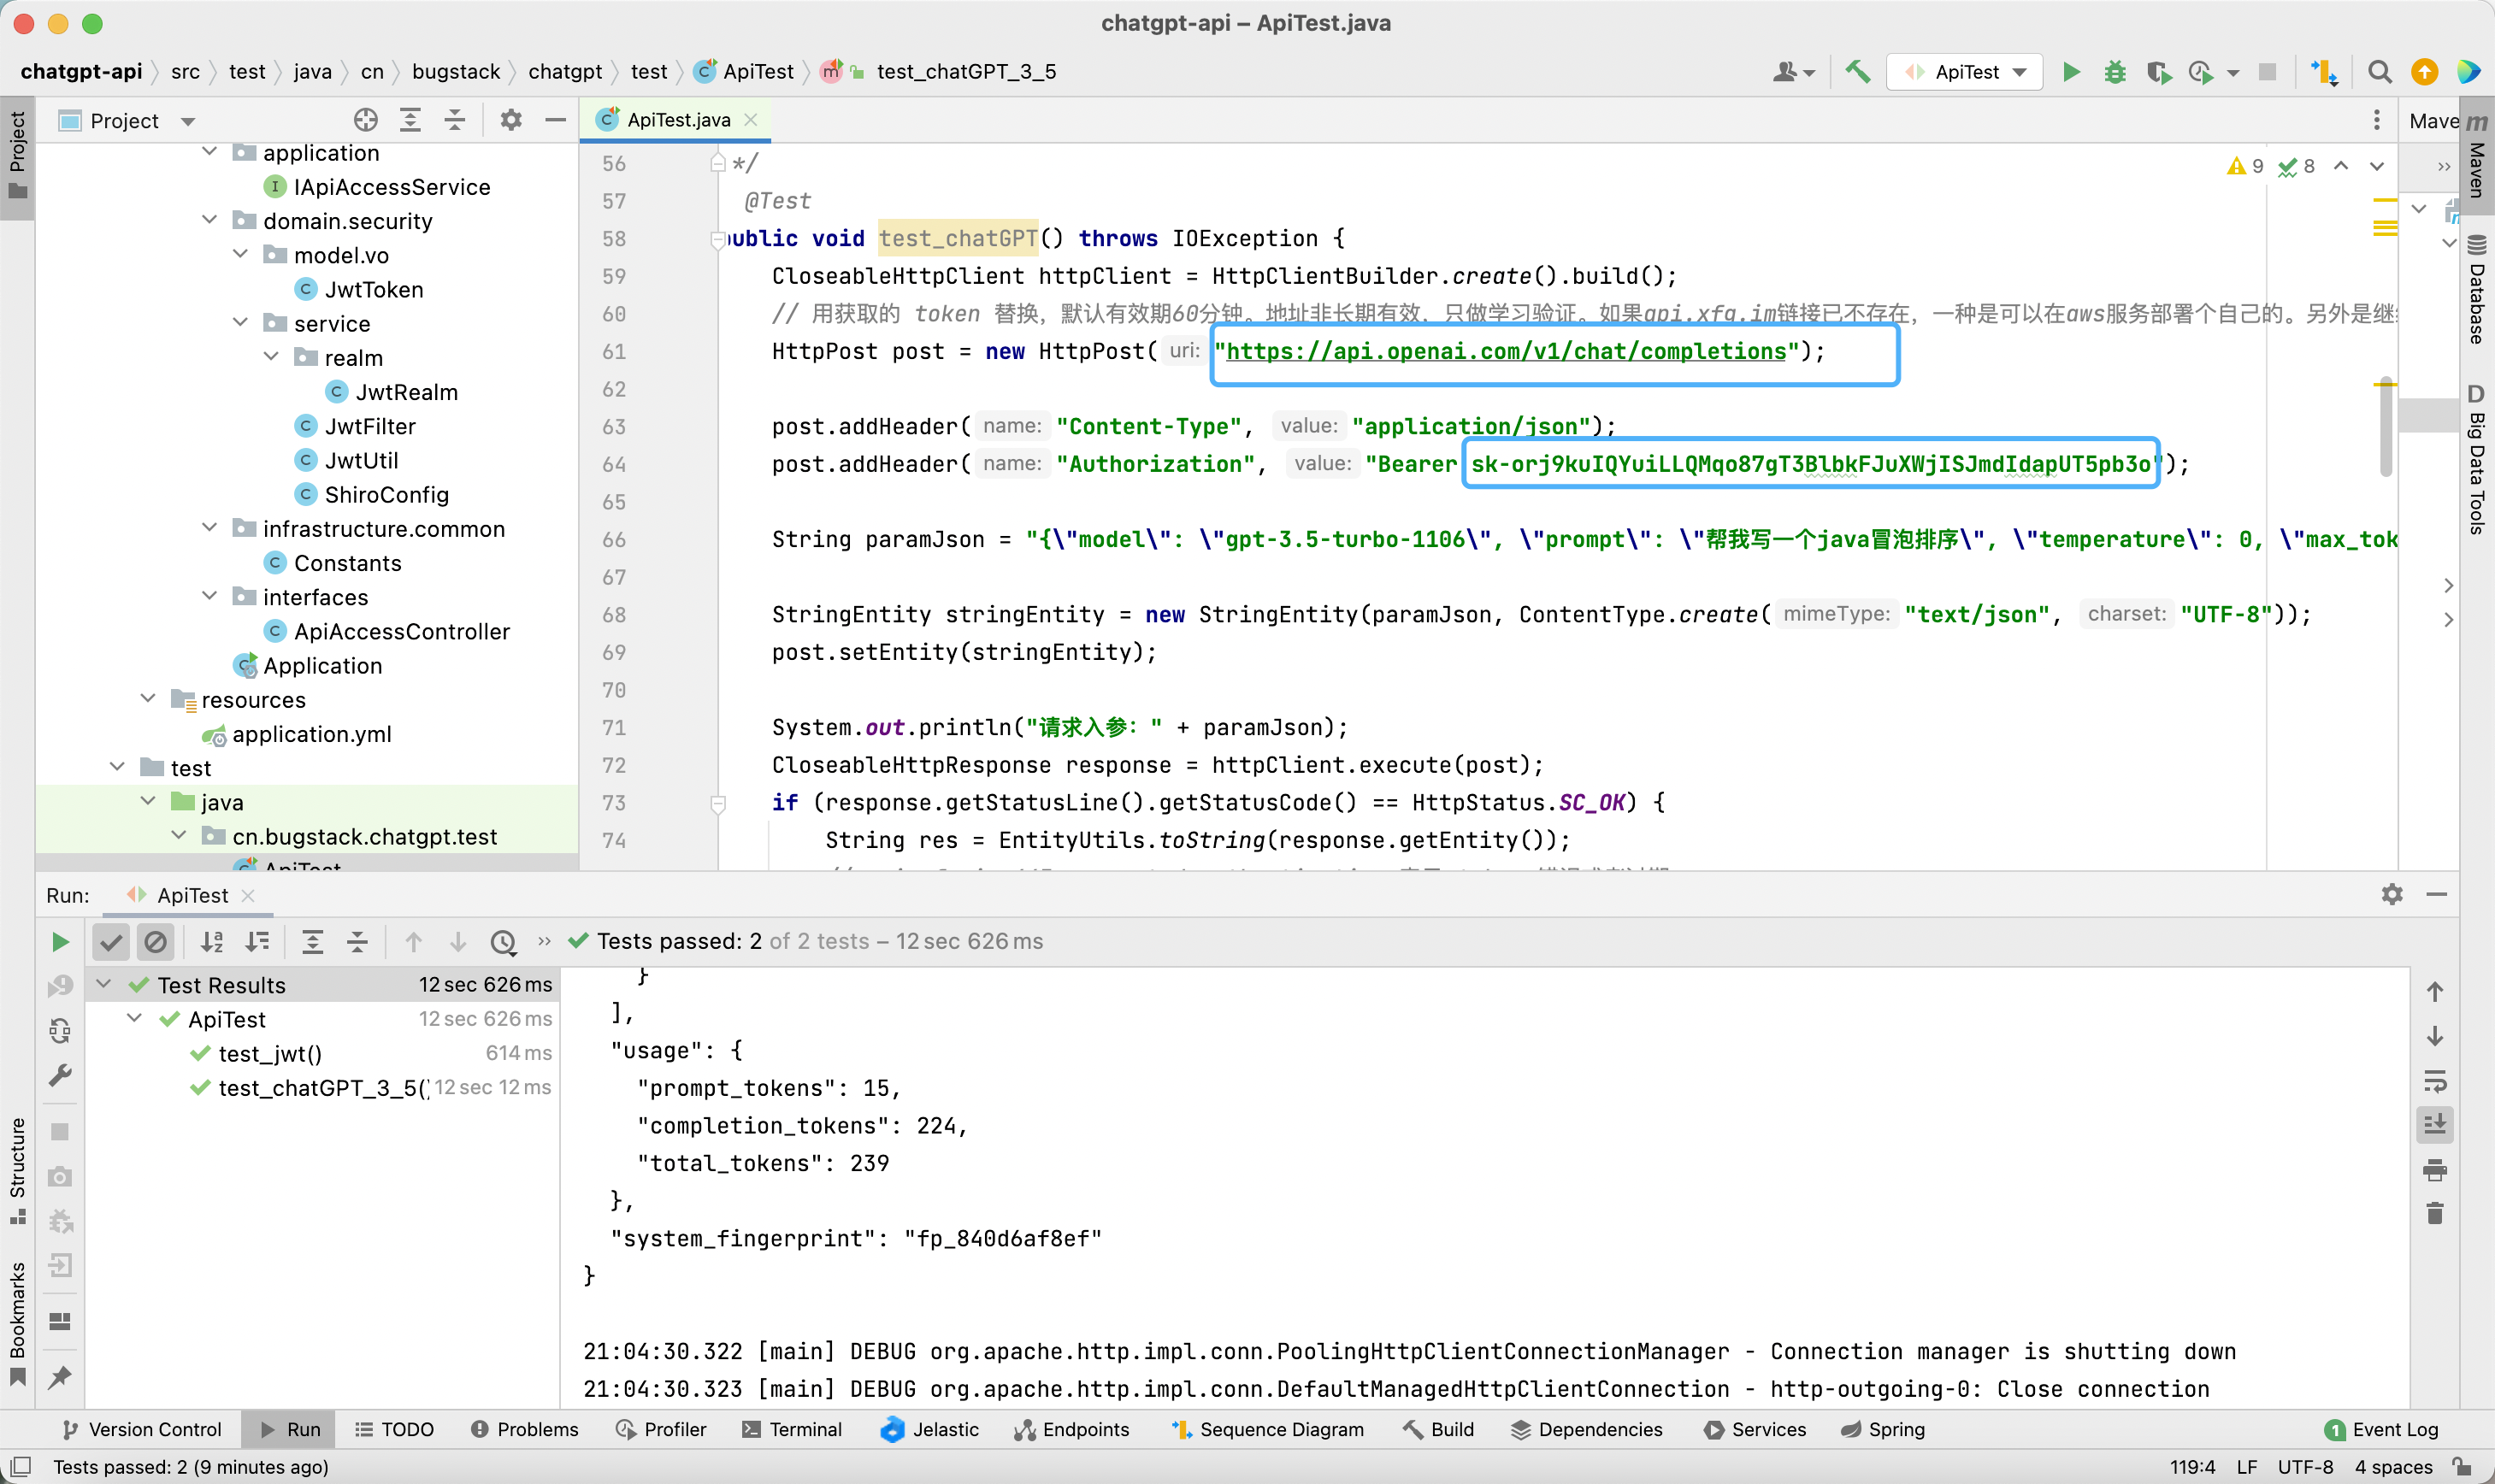 chatgpt-api – ApiTest.java
chatgpt-api src test java cn bugstack chatgpt test ApiTest test_chatGPT_3_5
ApiTest
Project
ApiTest.java
Maven
application
IApiAccessService
domain.security
model.vo
JwtToken
service
realm
JwtRealm
JwtFilter
JwtUtil
ShiroConfig
infrastructure.common
Constants
interfaces
ApiAccessController
Application
resources
application.yml
test
java
cn.bugstack.chatgpt.test
ApiTest
9 8
56 */
57 @Test
58 public void test_chatGPT() throws IOException {
59 CloseableHttpClient httpClient = HttpClientBuilder.create().build();
60 // 用获取的 token 替换，默认有效期60分钟。地址非长期有效，只做学习验证。如果api.xfg.im链接已不存在，一种是可以在aws服务部署个自己的。另外是继续
61 HttpPost post = new HttpPost( uri: "https://api.openai.com/v1/chat/completions");
62
63 post.addHeader( name: "Content-Type", value: "application/json");
64 post.addHeader( name: "Authorization", value: "Bearer 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");
65
66 String paramJson = "{\"model\": \"gpt-3.5-turbo-1106\", \"prompt\": \"帮我写一个java冒泡排序\", \"temperature\": 0, \"max_tok
67
68 StringEntity stringEntity = new StringEntity(paramJson, ContentType.create( mimeType: "text/json", charset: "UTF-8"));
69 post.setEntity(stringEntity);
70
71 System.out.println("请求入参：" + paramJson);
72 CloseableHttpResponse response = httpClient.execute(post);
73 if (response.getStatusLine().getStatusCode() == HttpStatus.SC_OK) {
74 String res = EntityUtils.toString(response.getEntity());
Project
Structure
Bookmarks
Maven
Database
Big Data Tools
Run: ApiTest
Tests passed: 2 of 2 tests – 12 sec 626 ms
Test Results 12 sec 626 ms
ApiTest 12 sec 626 ms
test_jwt() 614 ms
test_chatGPT_3_5() 12 sec 12 ms
}
],
"usage": {
"prompt_tokens": 15,
"completion_tokens": 224,
"total_tokens": 239
},
"system_fingerprint": "fp_840d6af8ef"
}
21:04:30.322 [main] DEBUG org.apache.http.impl.conn.PoolingHttpClientConnectionManager - Connection manager is shutting down
21:04:30.323 [main] DEBUG org.apache.http.impl.conn.DefaultManagedHttpClientConnection - http-outgoing-0: Close connection
Version Control Run TODO Problems Profiler Terminal Jelastic Endpoints Sequence Diagram Build Dependencies Services Spring 1 Event Log
Tests passed: 2 (9 minutes ago) 119:4 LF UTF-8 4 spaces